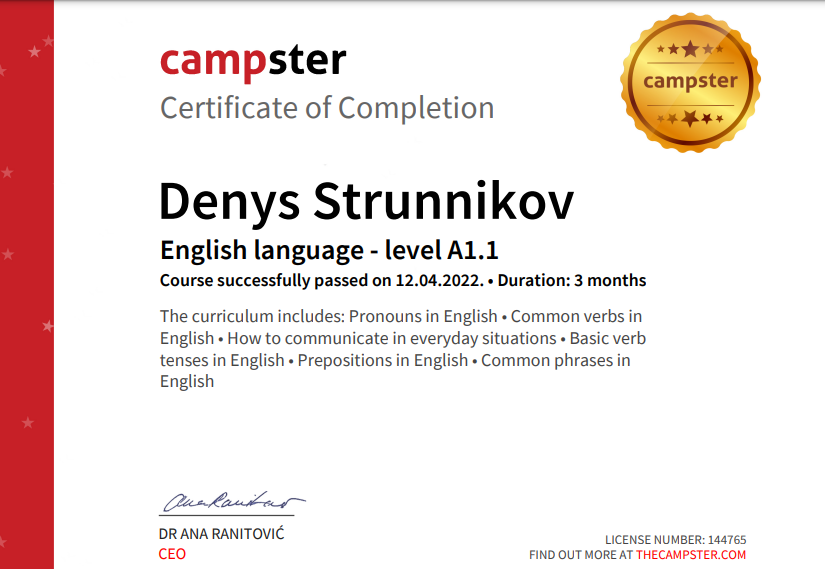 campster
Certificate of Completion
campster
Denys Strunnikov
English language - level A1.1
Course successfully passed on 12.04.2022. • Duration: 3 months
The curriculum includes: Pronouns in English • Common verbs in
English • How to communicate in everyday situations • Basic verb
tenses in English • Prepositions in English • Common phrases in
English
Ana Ranitović
DR ANA RANITOVIĆ
CEO
LICENSE NUMBER: 144765
FIND OUT MORE AT THECAMPSTER.COM